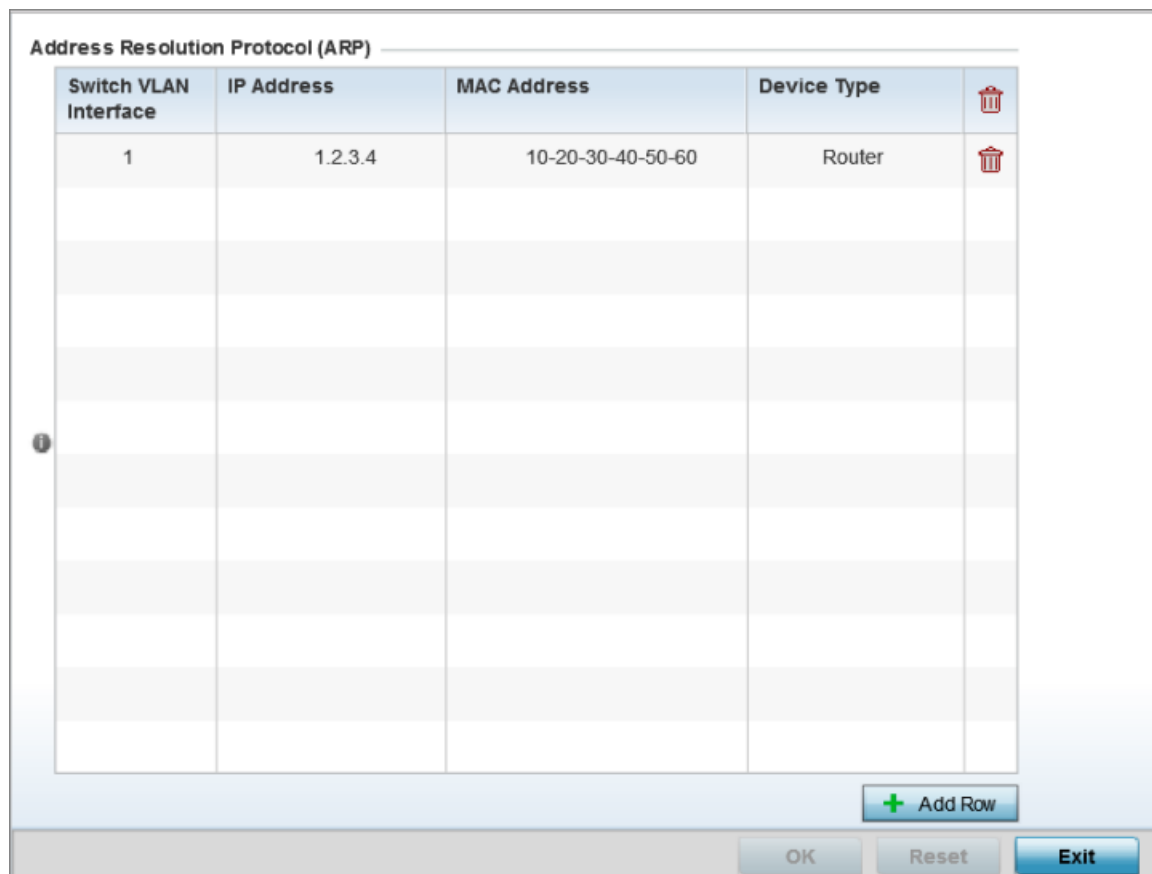 Address Resolution Protocol (ARP)
Switch VLAN Interface IP Address MAC Address Device Type
1 1.2.3.4 10-20-30-40-50-60 Router
Add Row
OK Reset Exit